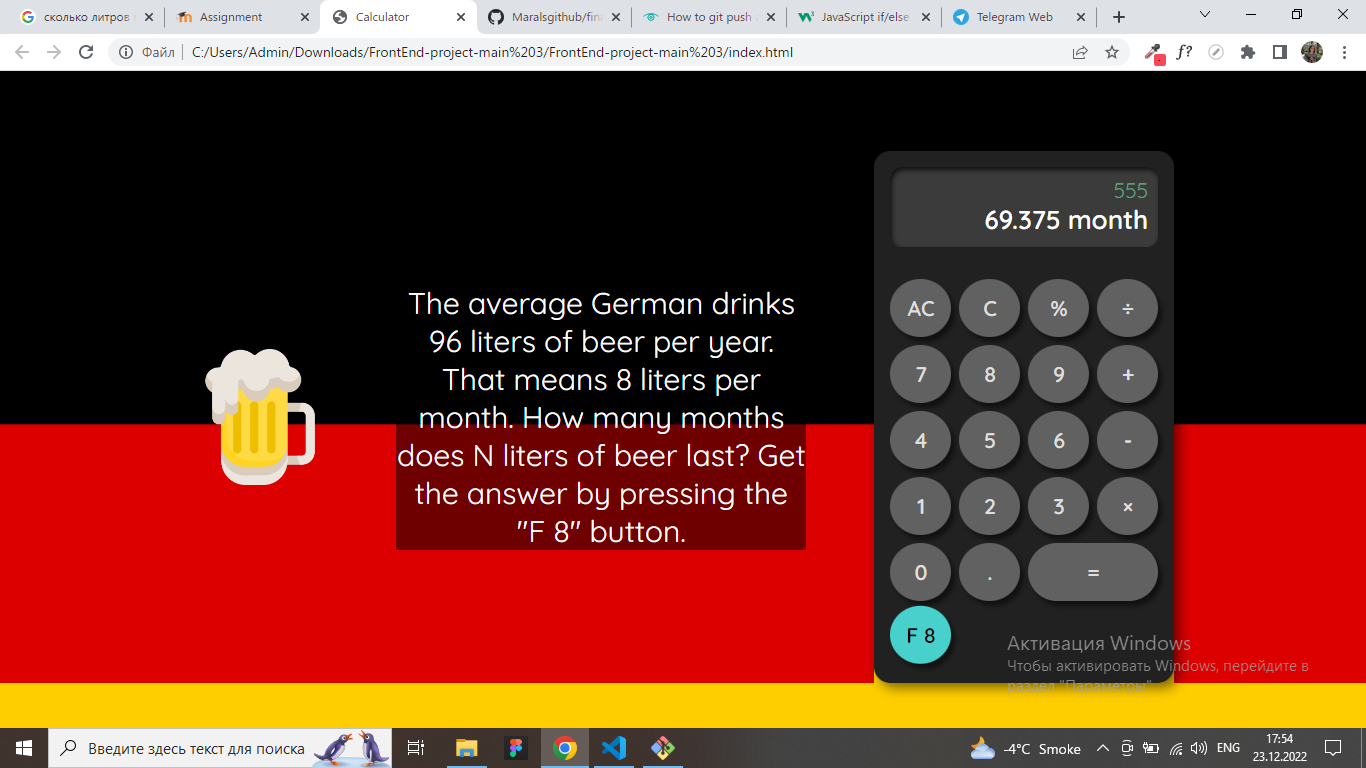 сколько литров
Assignment
Calculator
Maralsgithub/fina
How to git push
JavaScript if/else
Telegram Web
Файл
C:/Users/Admin/Downloads/FrontEnd-project-main%203/FrontEnd-project-main%203/index.html
f?
555
69.375 month
The average German drinks
96 liters of beer per year.
That means 8 liters per
month. How many months
does N liters of beer last? Get
the answer by pressing the
"F 8" button.
AC C % ÷
7 8 9 +
4 5 6 -
1 2 3 ×
0 . =
F 8
Активация Windows
Чтобы активировать Windows, перейдите в
раздел "Параметры".
Введите здесь текст для поиска
-4°C Smoke
ENG
17:54
23.12.2022